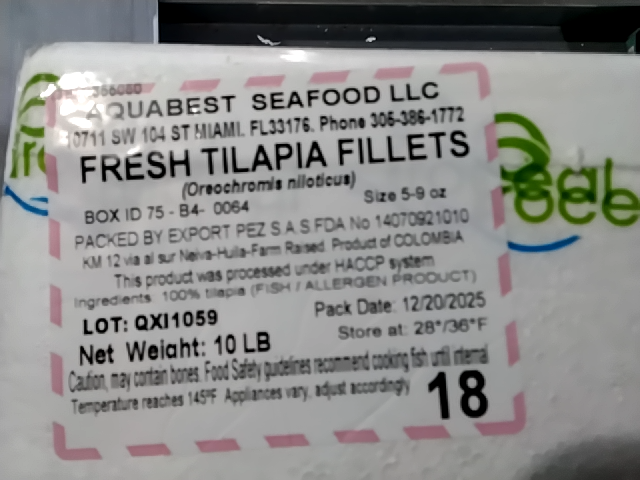 AQUABEST SEAFOOD LLC
10711 SW 104 ST MIAMI. FL33176. Phone 305-386-1772
FRESH TILAPIA FILLETS
(Oreochromis niloticus)
BOX ID 75 - B4- 0064
Size 5-9 oz
PACKED BY EXPORT PEZ S.A.S FDA No 14070921010
KM 12 via al sur Neiva-Huila-Farm Raised. Product of COLOMBIA
This product was processed under HACCP system
Ingredients: 100% tilapia (FISH / ALLERGEN PRODUCT)
LOT: QXI1059
Pack Date: 12/20/2025
Net Weight: 10 LB
Store at: 28°/36°F
Caution, may contain bones. Food Safety guidelines recommend cooking fish until internal
Temperature reaches 145ºF Appliances vary, adjust accordingly
18